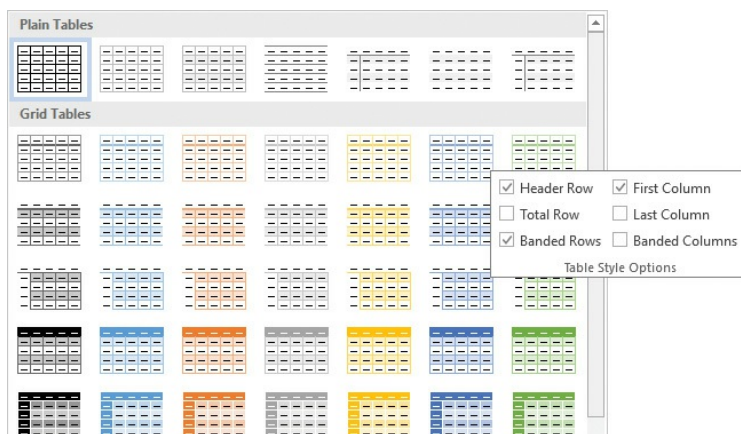 Plain Tables
Grid Tables
Header Row First Column
Total Row Last Column
Banded Rows Banded Columns
Table Style Options